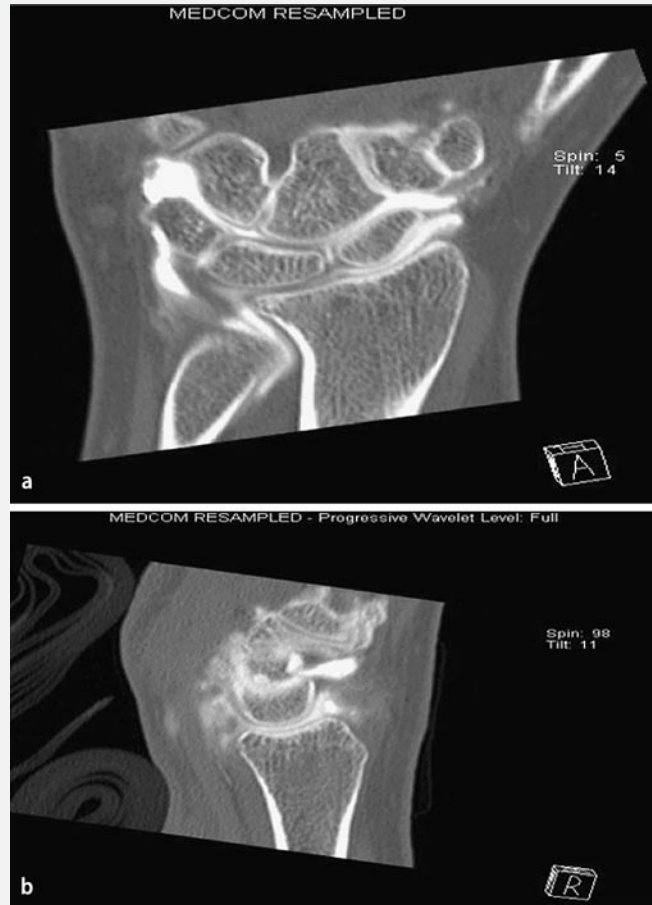 MEDCOM RESAMPLED
Spin: 5
Tilt: 14
A
a
MEDCOM RESAMPLED - Progressive Wavelet Level: Full
Spin: 98
Tilt: 11
R
b